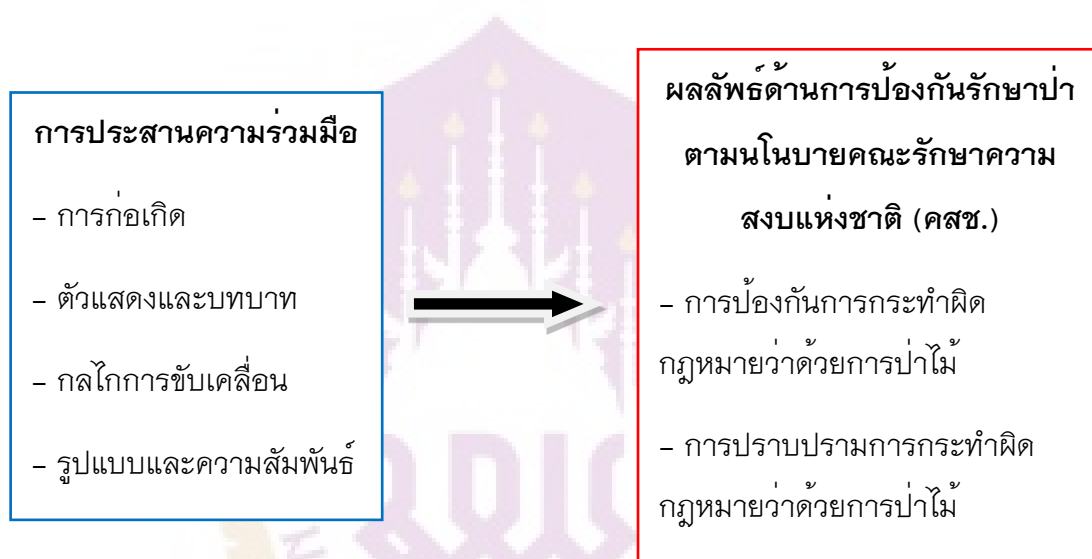 การประสานความร่วมมือ
– การก่อเกิด
– ตัวแสดงและบทบาท
– กลไกการขับเคลื่อน
– รูปแบบและความสัมพันธ์
ผลลัพธ์ด้านการป้องกันรักษาป่า
ตามนโนบายคณะรักษาความ
สงบแห่งชาติ (คสช.)
– การป้องกันการกระทำผิด
กฎหมายว่าด้วยการป่าไม้
– การปราบปรามการกระทำผิด
กฎหมายว่าด้วยการป่าไม้